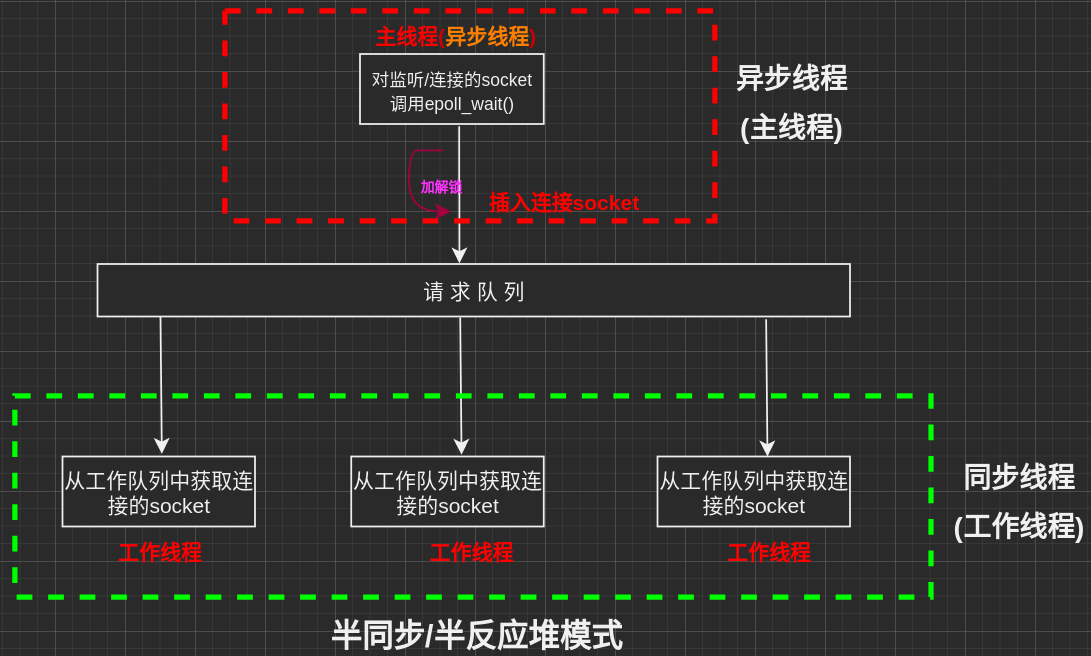 主线程(异步线程)
对监听/连接的socket
调用epoll_wait()
异步线程
(主线程)
加解锁
插入连接socket
请 求 队 列
从工作队列中获取连
接的socket
从工作队列中获取连
接的socket
从工作队列中获取连
接的socket
同步线程
(工作线程)
工作线程
工作线程
工作线程
半同步/半反应堆模式